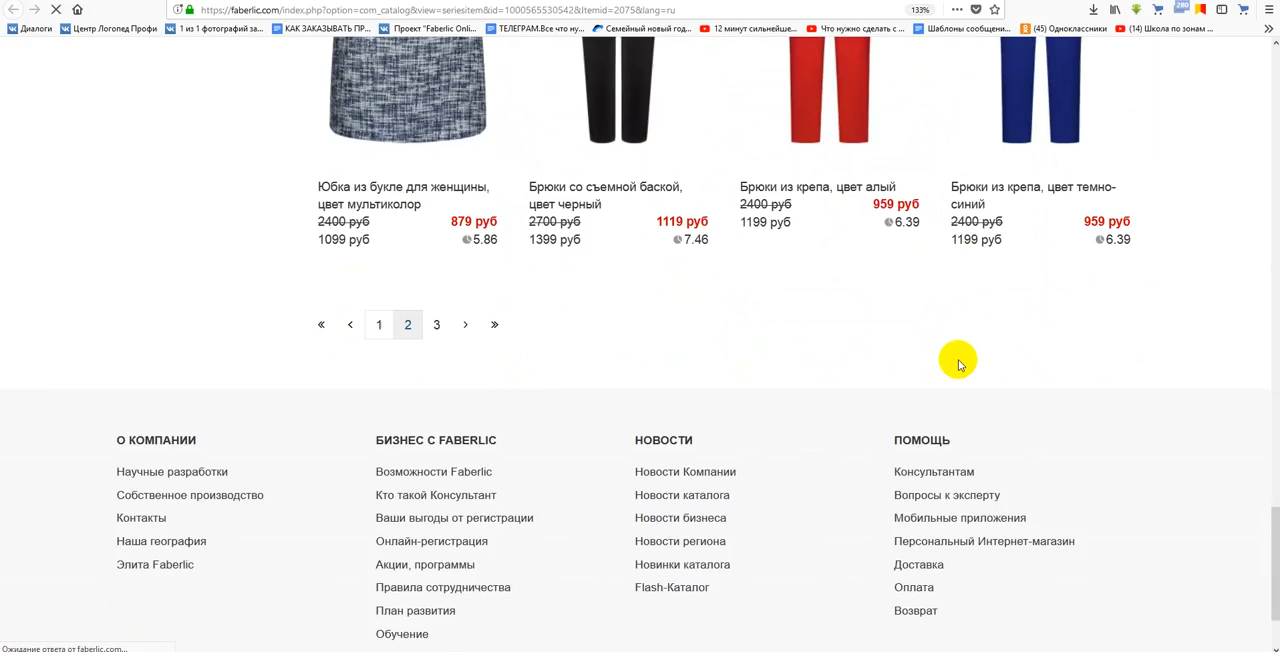 https://faberlic.com/index.php?option=com_catalog&view=seriesitem&id=1000565530542&Itemid=2075&lang=ru
133%
280
Диалоги
Центр Логопед Профи
1 из 1 фотографий за...
КАК ЗАКАЗЫВАТЬ ПР...
Проект "Faberlic Onli...
ТЕЛЕГРАМ.Все что ну...
Семейный новый год...
12 минут сильнейше...
Что нужно сделать с ...
Шаблоны сообщени...
(45) Одноклассники
(14) Школа по зонам ...
Юбка из букле для женщины,
цвет мультиколор
2400 руб 879 руб
1099 руб 5.86
Брюки со съемной баской,
цвет черный
2700 руб 1119 руб
1399 руб 7.46
Брюки из крепа, цвет алый
2400 руб 959 руб
1199 руб 6.39
Брюки из крепа, цвет темно-
синий
2400 руб 959 руб
1199 руб 6.39
« ‹ 1 2 3 › »
О КОМПАНИИ
Научные разработки
Собственное производство
Контакты
Наша география
Элита Faberlic
БИЗНЕС С FABERLIC
Возможности Faberlic
Кто такой Консультант
Ваши выгоды от регистрации
Онлайн-регистрация
Акции, программы
Правила сотрудничества
План развития
Обучение
НОВОСТИ
Новости Компании
Новости каталога
Новости бизнеса
Новости региона
Новинки каталога
Flash-Каталог
ПОМОЩЬ
Консультантам
Вопросы к эксперту
Мобильные приложения
Персональный Интернет-магазин
Доставка
Оплата
Возврат
Ожидание ответа от faberlic.com...